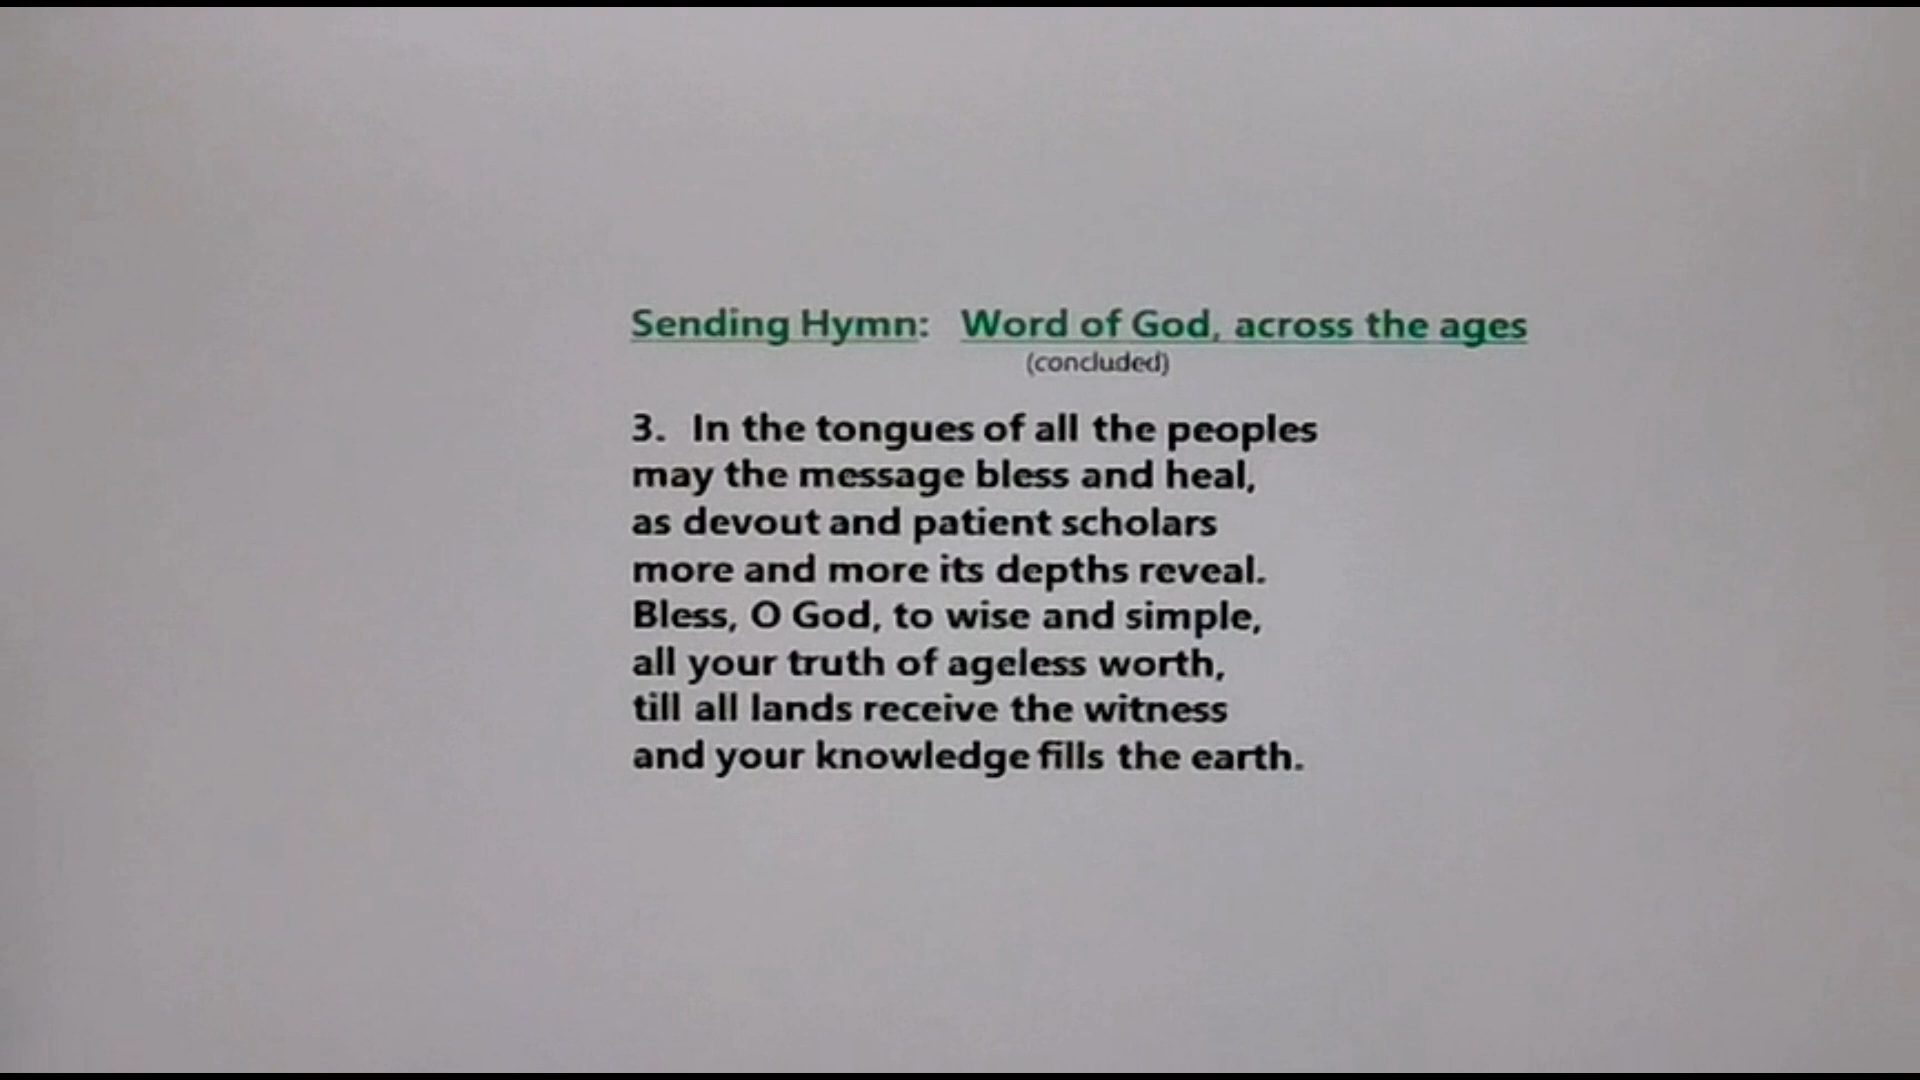 Sending Hymn: Word of God, across the ages
(concluded)
3. In the tongues of all the peoples
may the message bless and heal,
as devout and patient scholars
more and more its depths reveal.
Bless, O God, to wise and simple,
all your truth of ageless worth,
till all lands receive the witness
and your knowledge fills the earth.